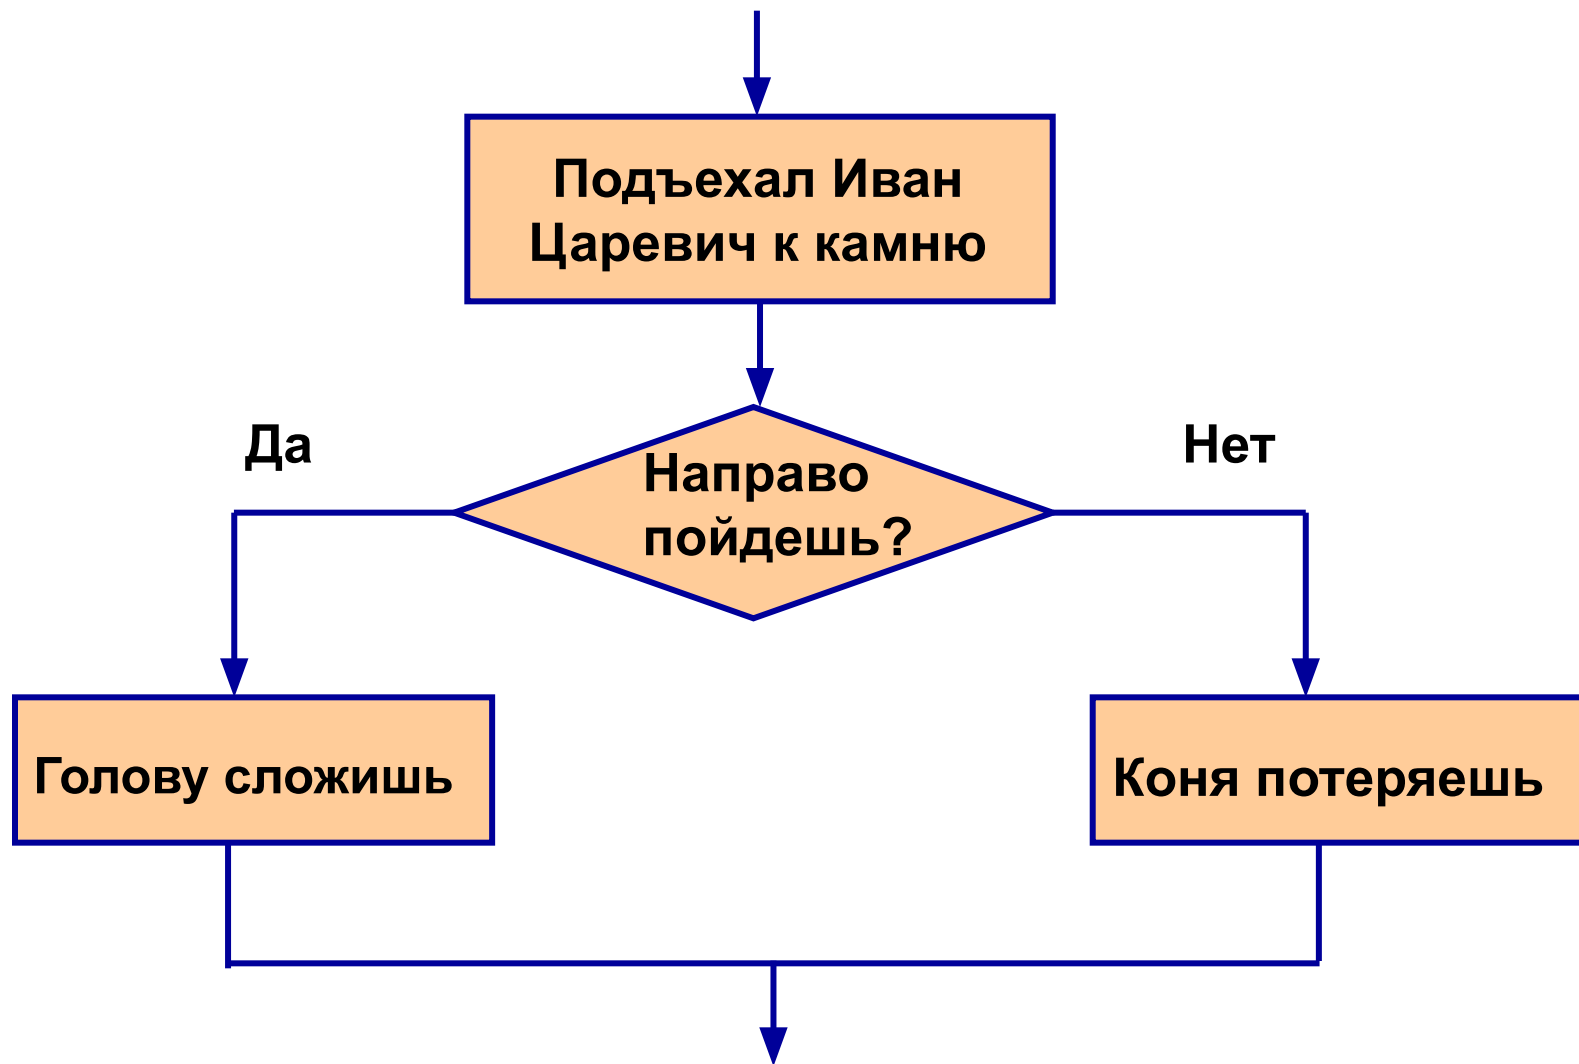 Подъехал Иван
Царевич к камню
Да
Нет
Направо
пойдешь?
Голову сложишь
Коня потеряешь